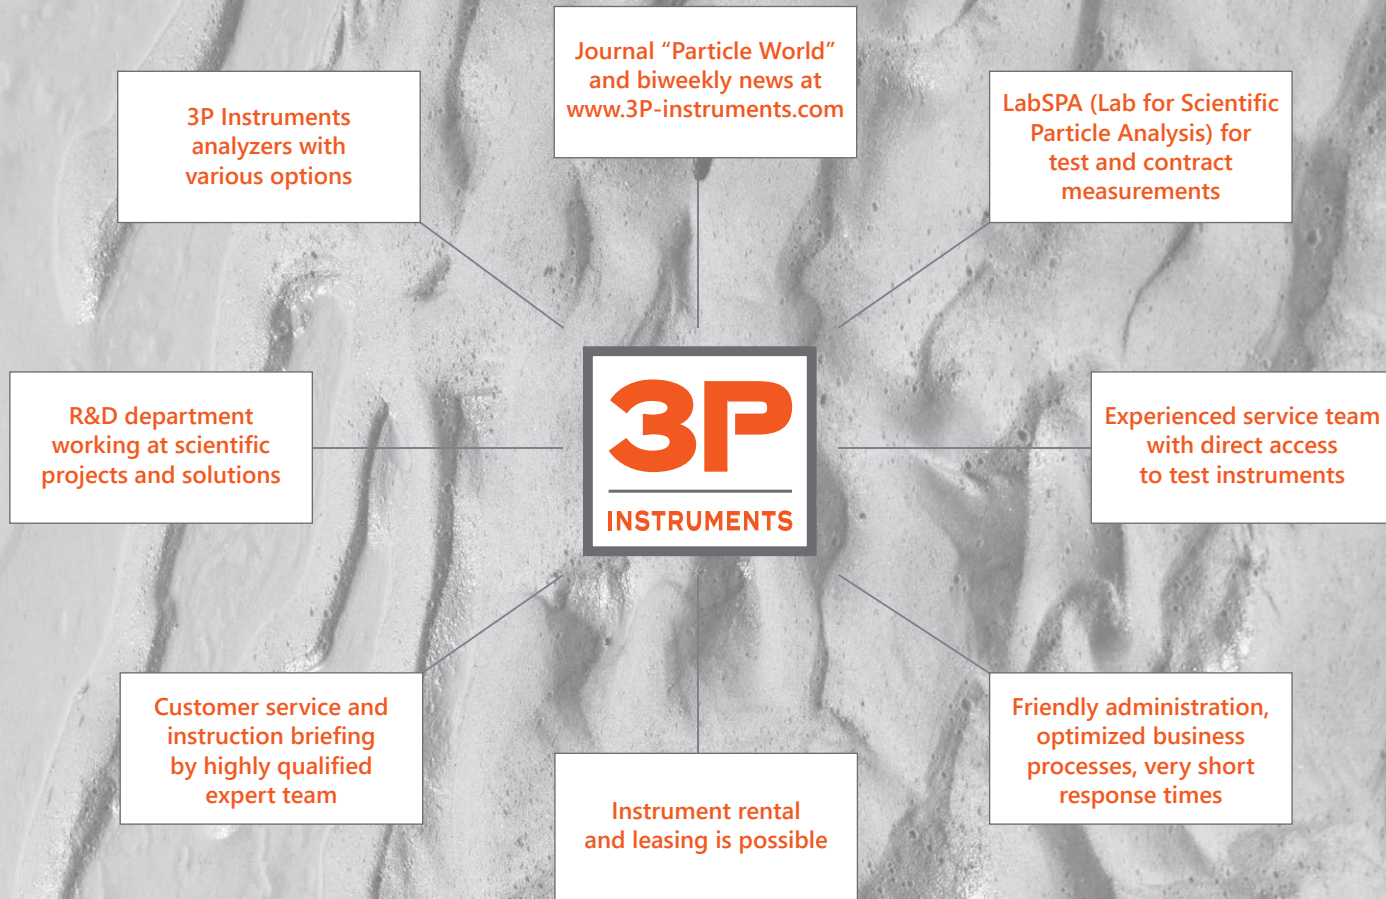 Journal “Particle World”
and biweekly news at
www.3P-instruments.com
3P Instruments
analyzers with
various options
LabSPA (Lab for Scientific
Particle Analysis) for
test and contract
measurements
R&D department
working at scientific
projects and solutions
3P
INSTRUMENTS
Experienced service team
with direct access
to test instruments
Customer service and
instruction briefing
by highly qualified
expert team
Instrument rental
and leasing is possible
Friendly administration,
optimized business
processes, very short
response times